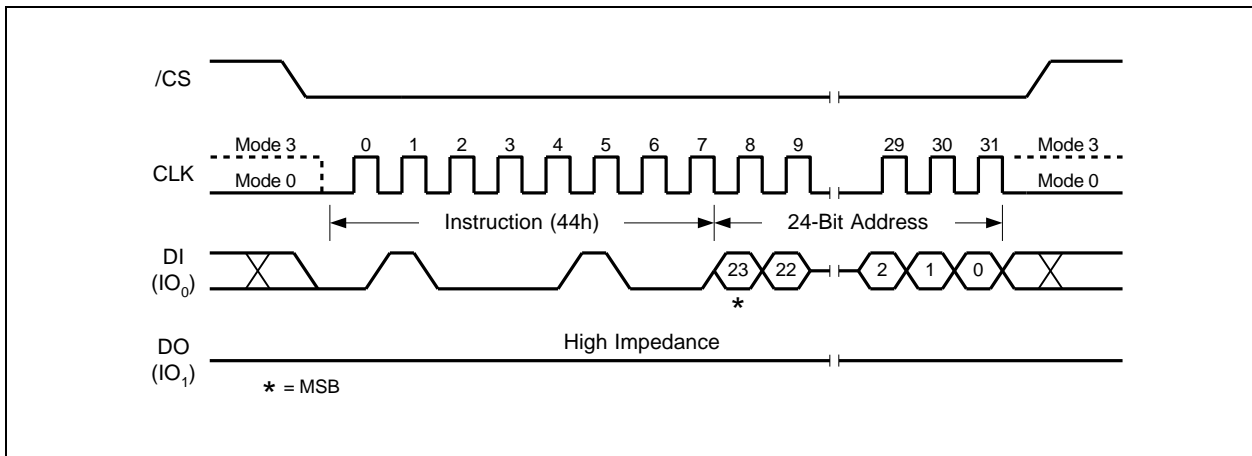 /CS
Mode 3
0 1 2 3 4 5 6 7 8 9 29 30 31
Mode 3
CLK
Mode 0
Mode 0
Instruction (44h)
24-Bit Address
DI
(IO0)
23 22 2 1 0
*
High Impedance
DO
(IO1)
* = MSB